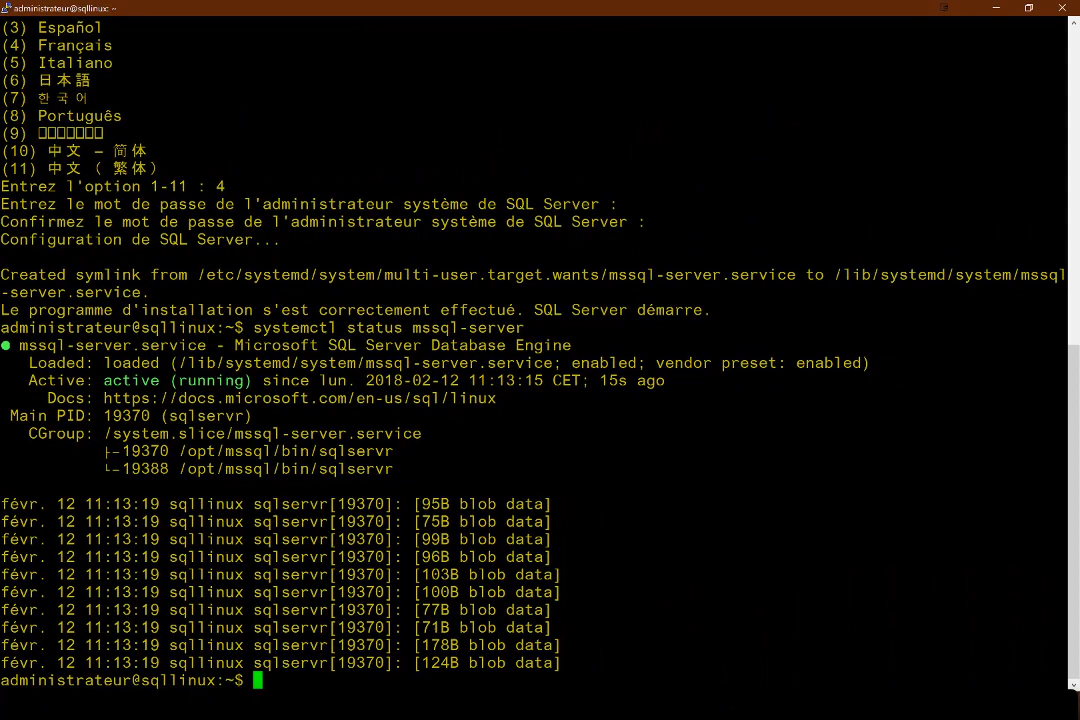 administrateur@sqllinux: ~
(3) Español
(4) Français
(5) Italiano
(6) 日本語
(7) 한국어
(8) Português
(9) □□□□□□□
(10) 中文 – 简体
(11) 中文 ( 繁体)
Entrez l'option 1-11 : 4
Entrez le mot de passe de l'administrateur système de SQL Server :
Confirmez le mot de passe de l'administrateur système de SQL Server :
Configuration de SQL Server...
Created symlink from /etc/systemd/system/multi-user.target.wants/mssql-server.service to /lib/systemd/system/mssql
-server.service.
Le programme d'installation s'est correctement effectué. SQL Server démarre.
administrateur@sqllinux:~$ systemctl status mssql-server
● mssql-server.service - Microsoft SQL Server Database Engine
Loaded: loaded (/lib/systemd/system/mssql-server.service; enabled; vendor preset: enabled)
Active: active (running) since lun. 2018-02-12 11:13:15 CET; 15s ago
Docs: https://docs.microsoft.com/en-us/sql/linux
Main PID: 19370 (sqlservr)
CGroup: /system.slice/mssql-server.service
├─19370 /opt/mssql/bin/sqlservr
└─19388 /opt/mssql/bin/sqlservr
févr. 12 11:13:19 sqllinux sqlservr[19370]: [95B blob data]
févr. 12 11:13:19 sqllinux sqlservr[19370]: [75B blob data]
févr. 12 11:13:19 sqllinux sqlservr[19370]: [99B blob data]
févr. 12 11:13:19 sqllinux sqlservr[19370]: [96B blob data]
févr. 12 11:13:19 sqllinux sqlservr[19370]: [103B blob data]
févr. 12 11:13:19 sqllinux sqlservr[19370]: [100B blob data]
févr. 12 11:13:19 sqllinux sqlservr[19370]: [77B blob data]
févr. 12 11:13:19 sqllinux sqlservr[19370]: [71B blob data]
févr. 12 11:13:19 sqllinux sqlservr[19370]: [178B blob data]
févr. 12 11:13:19 sqllinux sqlservr[19370]: [124B blob data]
administrateur@sqllinux:~$